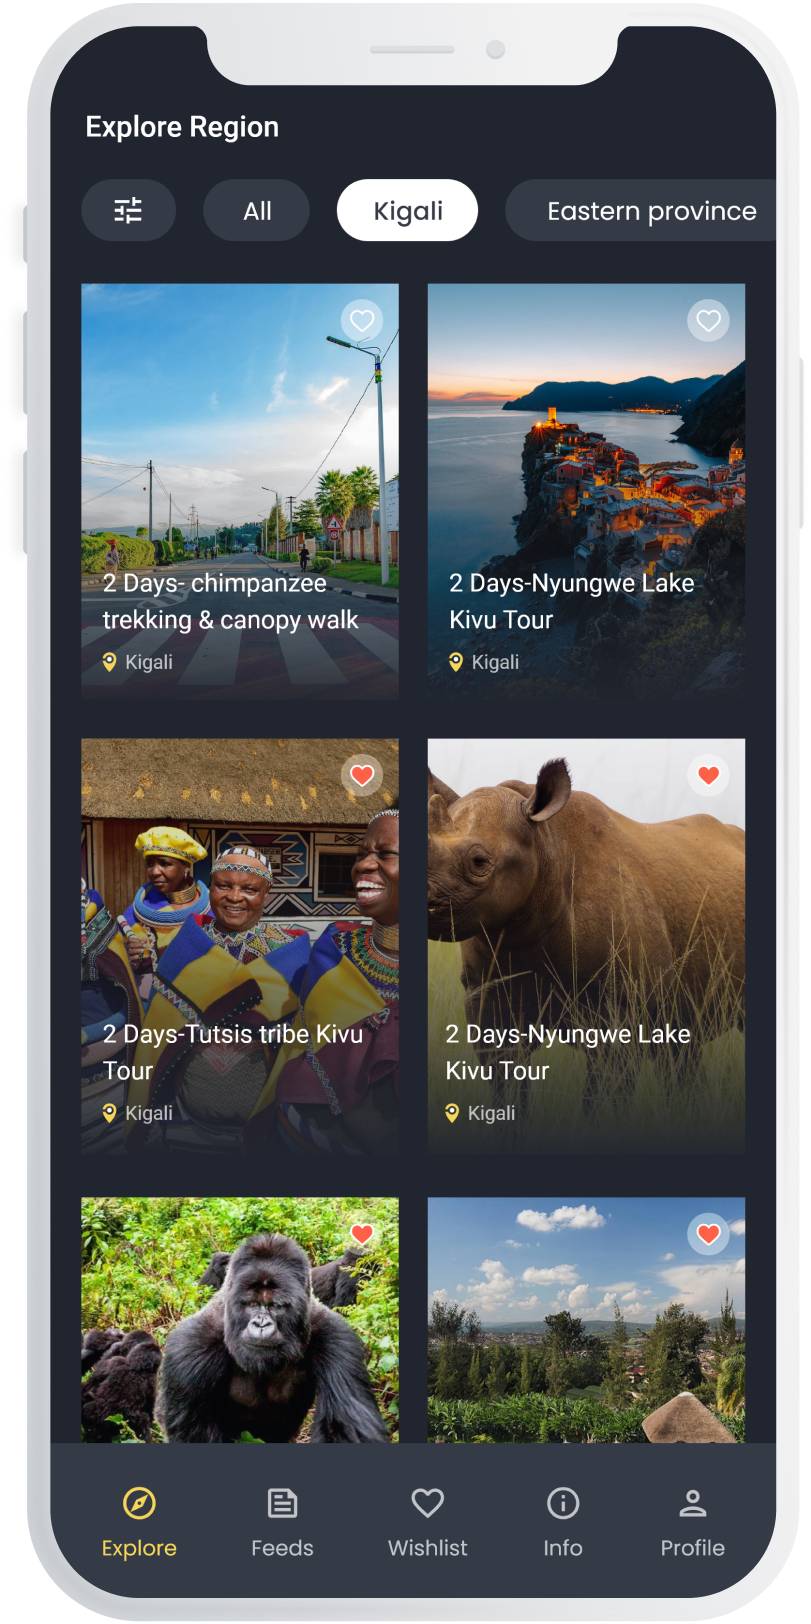 Explore Region
All
Kigali
Eastern province
2 Days- chimpanzee
trekking & canopy walk
Kigali
2 Days-Nyungwe Lake
Kivu Tour
Kigali
2 Days-Tutsis tribe Kivu
Tour
Kigali
2 Days-Nyungwe Lake
Kivu Tour
Kigali
Explore
Feeds
Wishlist
Info
Profile